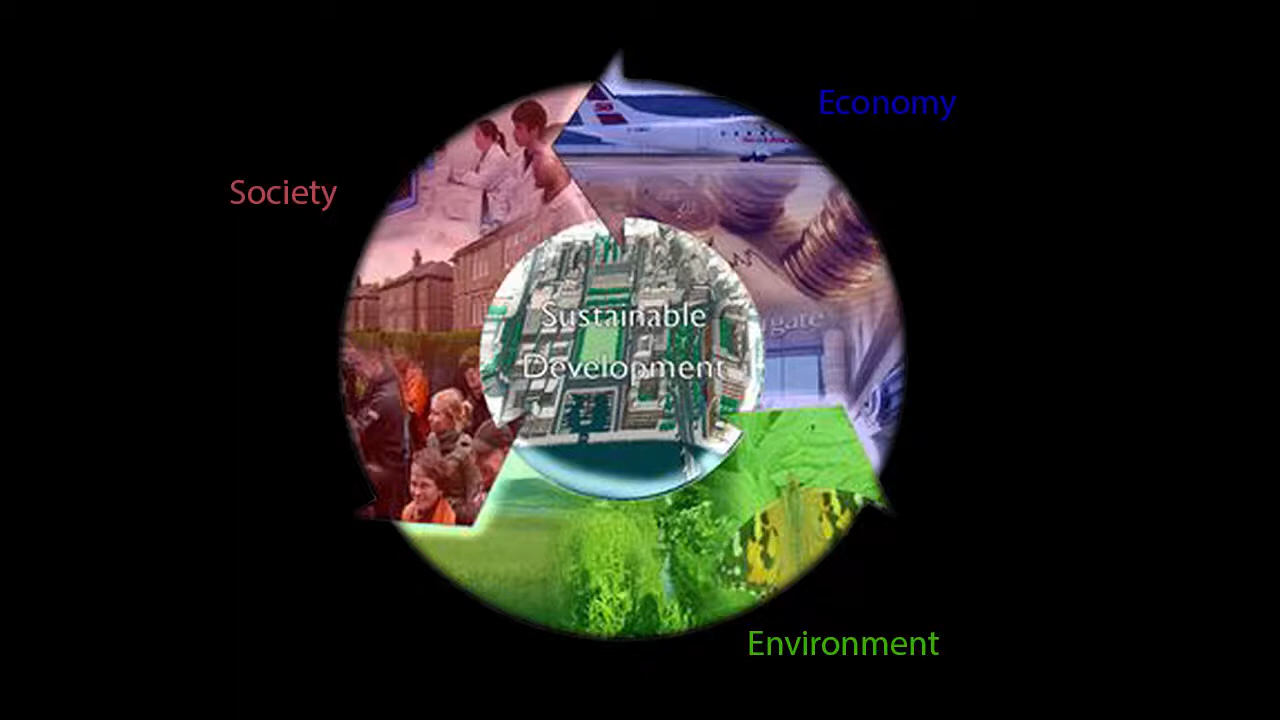 Economy
Society
Sustainable
Development
Environment